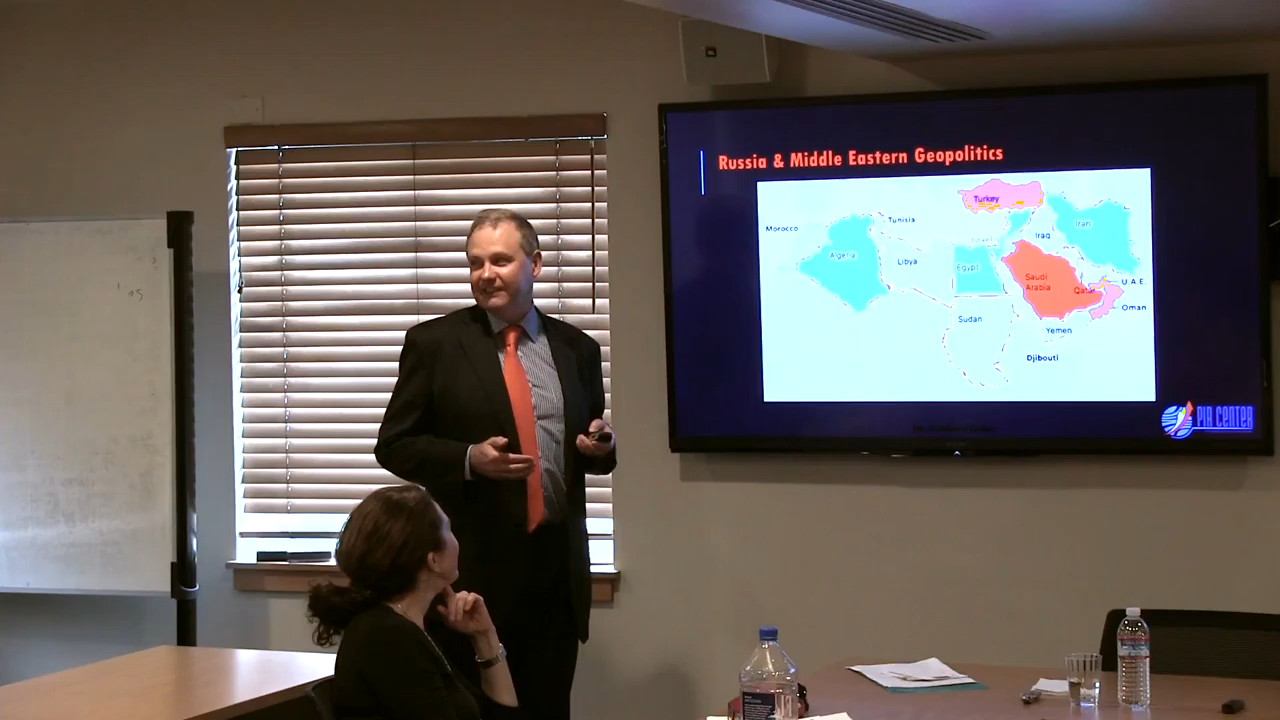 Russia & Middle Eastern Geopolitics
Turkey
Morocco
Tunisia
Iran
Iraq
Algeria
Libya
Egypt
Saudi
Arabia
Qatar
U.A.E.
Oman
Sudan
Yemen
Djibouti
PIR CENTER